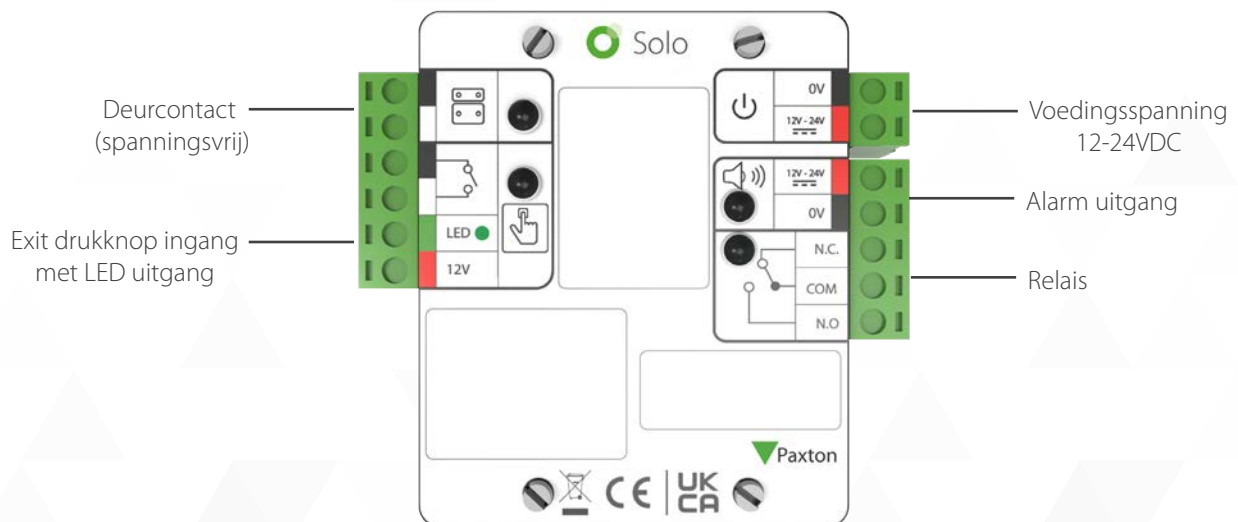 Solo
Deurcontact
(spanningsvrij)
Exit drukknop ingang
met LED uitgang
LED
12V
0V
12V - 24V
12V - 24V
0V
N.C.
COM
N.O
Voedingsspanning
12-24VDC
Alarm uitgang
Relais
Paxton
CE
UK
CA